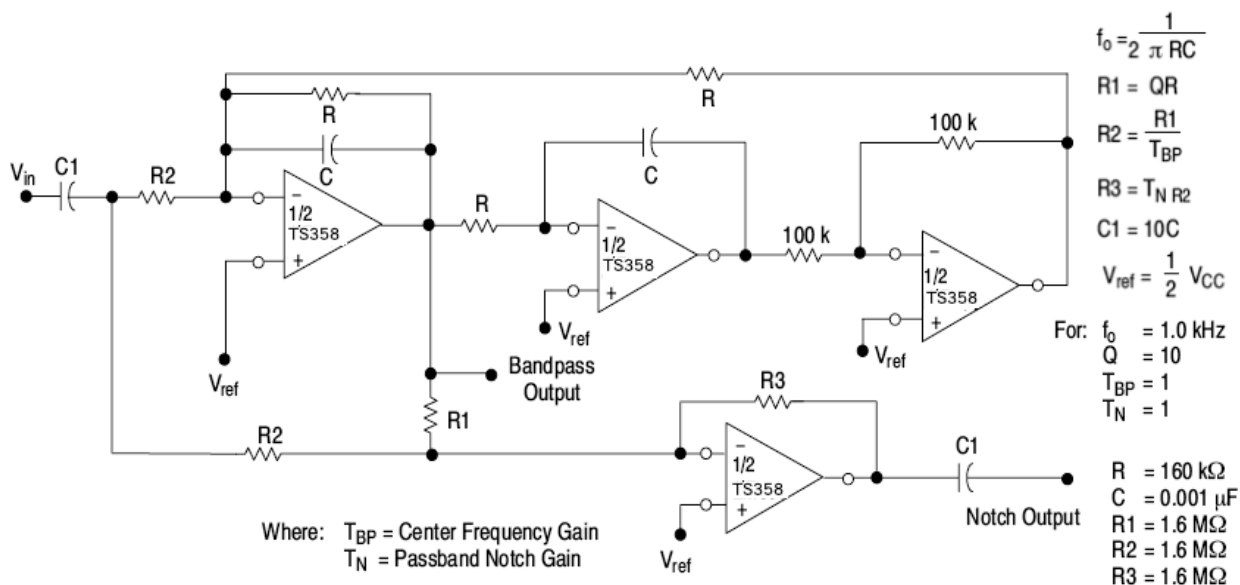 f₀ = 1 / 2 π RC
R1 = QR
R2 = R1 / T_BP
R3 = T_N R2
C1 = 10C
V_ref = 1/2 V_CC
R
R
C
100 k
V_in
C1
R2
−
1/2
TS358
+
V_ref
R
C
−
1/2
TS358
+
V_ref
100 k
−
1/2
TS358
+
V_ref
Bandpass
Output
R1
R2
R3
−
1/2
TS358
+
V_ref
C1
Notch Output
For: f₀ = 1.0 kHz
Q = 10
T_BP = 1
T_N = 1
R = 160 kΩ
C = 0.001 μF
R1 = 1.6 MΩ
R2 = 1.6 MΩ
R3 = 1.6 MΩ
Where: T_BP = Center Frequency Gain
T_N = Passband Notch Gain